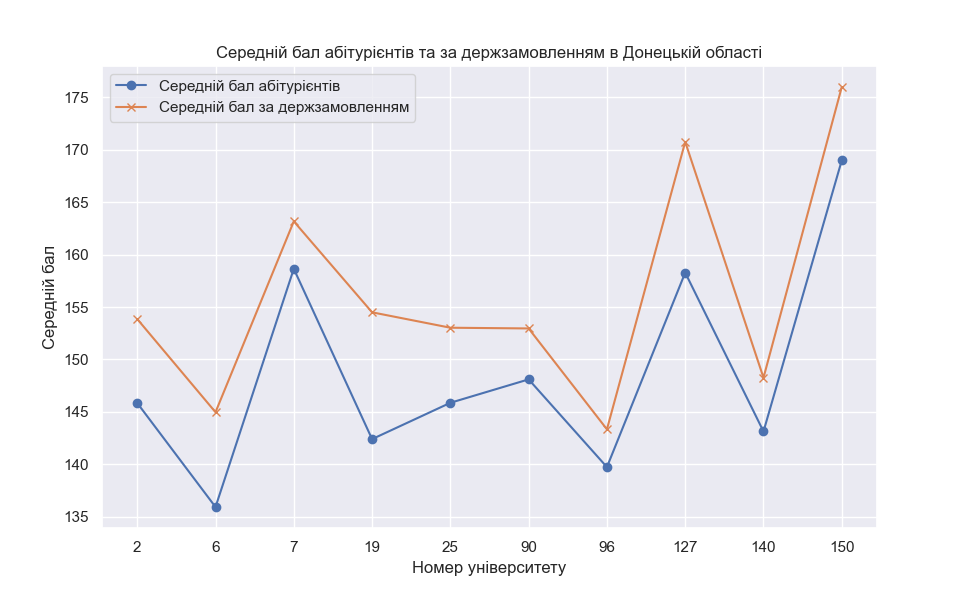 Середній бал абітурієнтів та за держзамовленням в Донецькій області
Середній бал абітурієнтів
Середній бал за держзамовленням
Середній бал
175
170
165
160
155
150
145
140
135
2 6 7 19 25 90 96 127 140 150
Номер університету